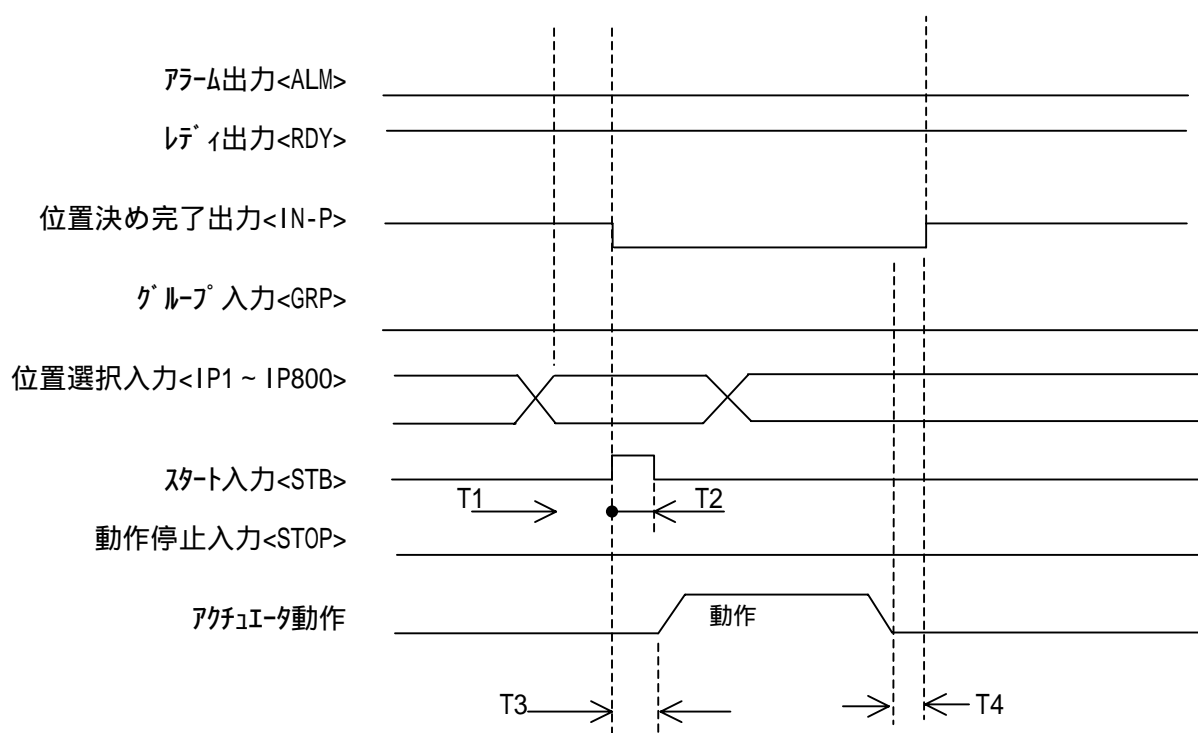 ｱﾗｰﾑ出力<ALM>
ﾚﾃﾞｨ出力<RDY>
位置決め完了出力<IN-P>
ｸﾞﾙｰﾌﾟ入力<GRP>
位置選択入力<IP1～IP800>
ｽﾀｰﾄ入力<STB>
T1
T2
動作停止入力<STOP>
ｱｸﾁｭｴｰﾀ動作
動作
T3
T4